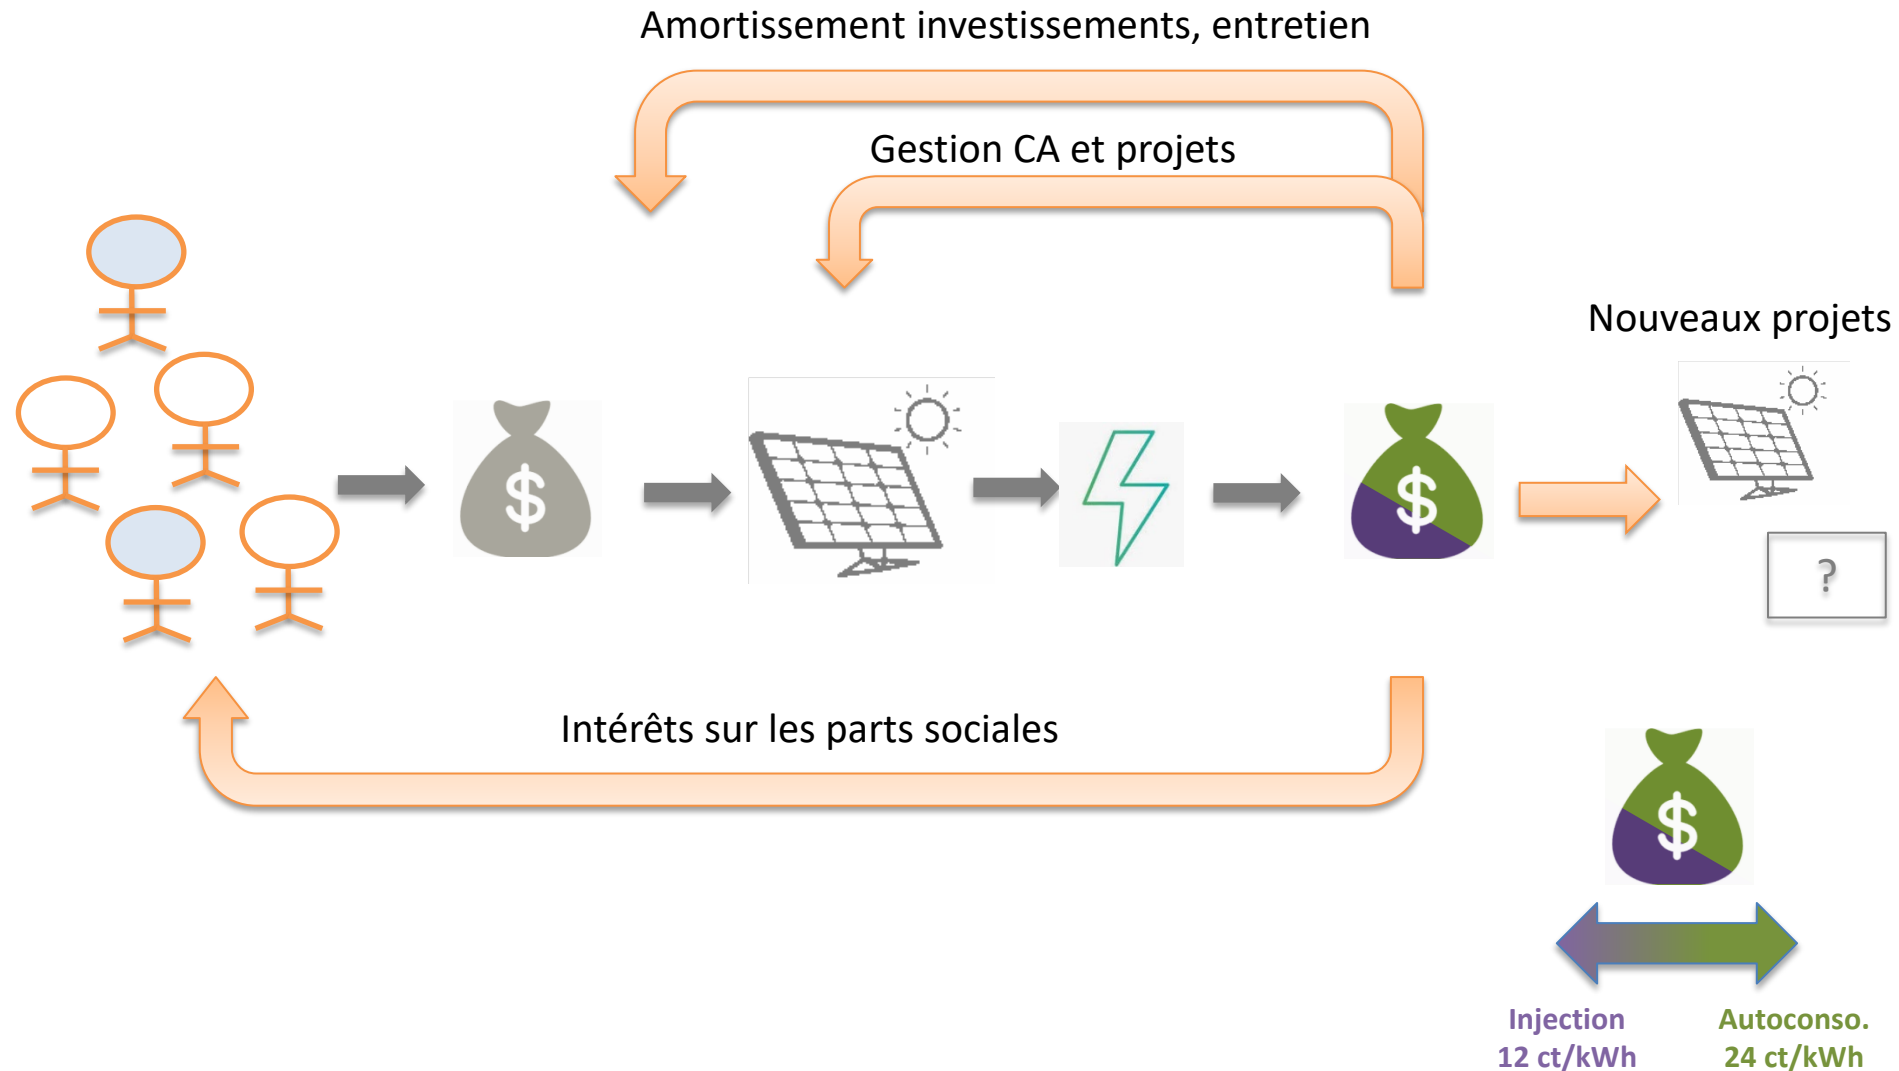 Amortissement investissements, entretien
Gestion CA et projets
Nouveaux projets
$
$
?
Intérêts sur les parts sociales
$
Injection
12 ct/kWh
Autoconso.
24 ct/kWh